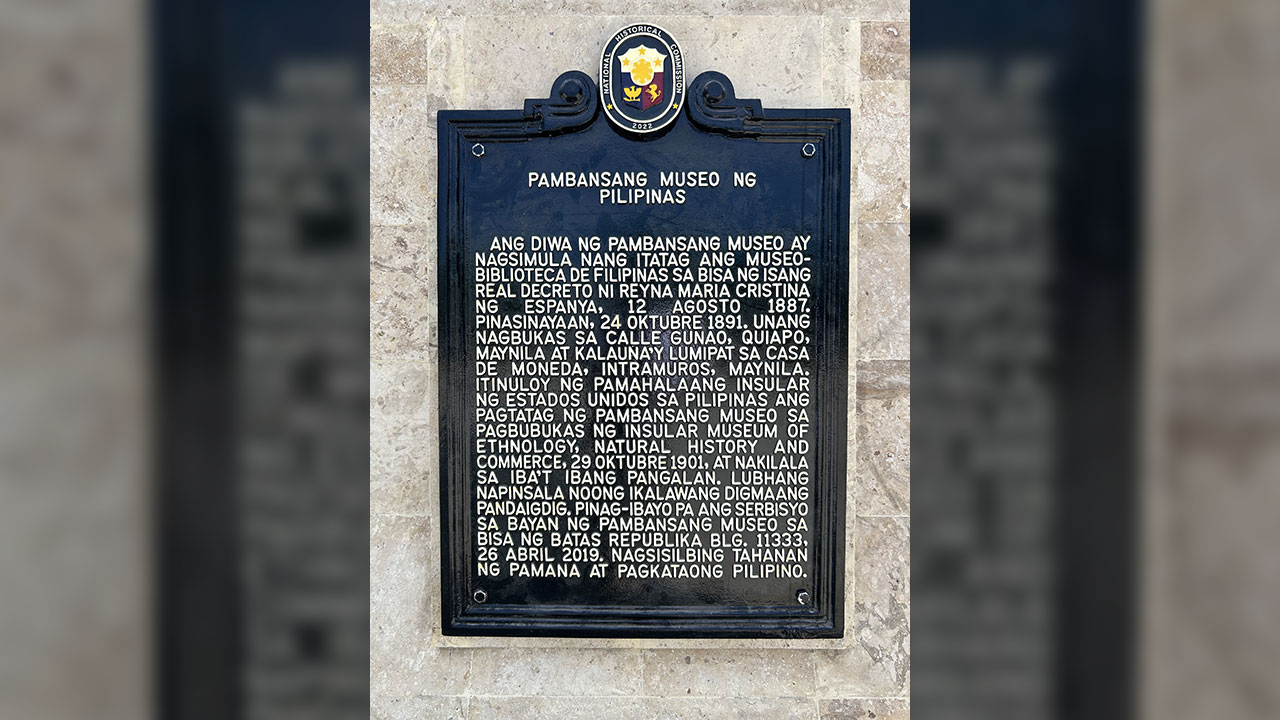 NATIONAL HISTORICAL COMMISSION
2022
PAMBANSANG MUSEO NG
PILIPINAS
ANG DIWA NG PAMBANSANG MUSEO AY
NAGSIMULA NANG ITATAG ANG MUSEO-
BIBLIOTECA DE FILIPINAS SA BISA NG ISANG
REAL DECRETO NI REYNA MARIA CRISTINA
NG ESPANYA, 12 AGOSTO 1887.
PINASINAYAAN, 24 OKTUBRE 1891. UNANG
NAGBUKAS SA CALLE GUNAO, QUIAPO,
MAYNILA AT KALAUNA'Y LUMIPAT SA CASA
DE MONEDA, INTRAMUROS, MAYNILA.
ITINULOY NG PAMAHALAANG INSULAR
NG ESTADOS UNIDOS SA PILIPINAS ANG
PAGTATAG NG PAMBANSANG MUSEO SA
PAGBUBUKAS NG INSULAR MUSEUM OF
ETHNOLOGY, NATURAL HISTORY AND
COMMERCE, 29 OKTUBRE 1901, AT NAKILALA
SA IBA'T IBANG PANGALAN. LUBHANG
NAPINSALA NOONG IKALAWANG DIGMAANG
PANDAIGDIG. PINAG-IBAYO PA ANG SERBISYO
SA BAYAN NG PAMBANSANG MUSEO SA
BISA NG BATAS REPUBLIKA BLG. 11333,
26 ABRIL 2019. NAGSISILBING TAHANAN
NG PAMANA AT PAGKATAONG PILIPINO.